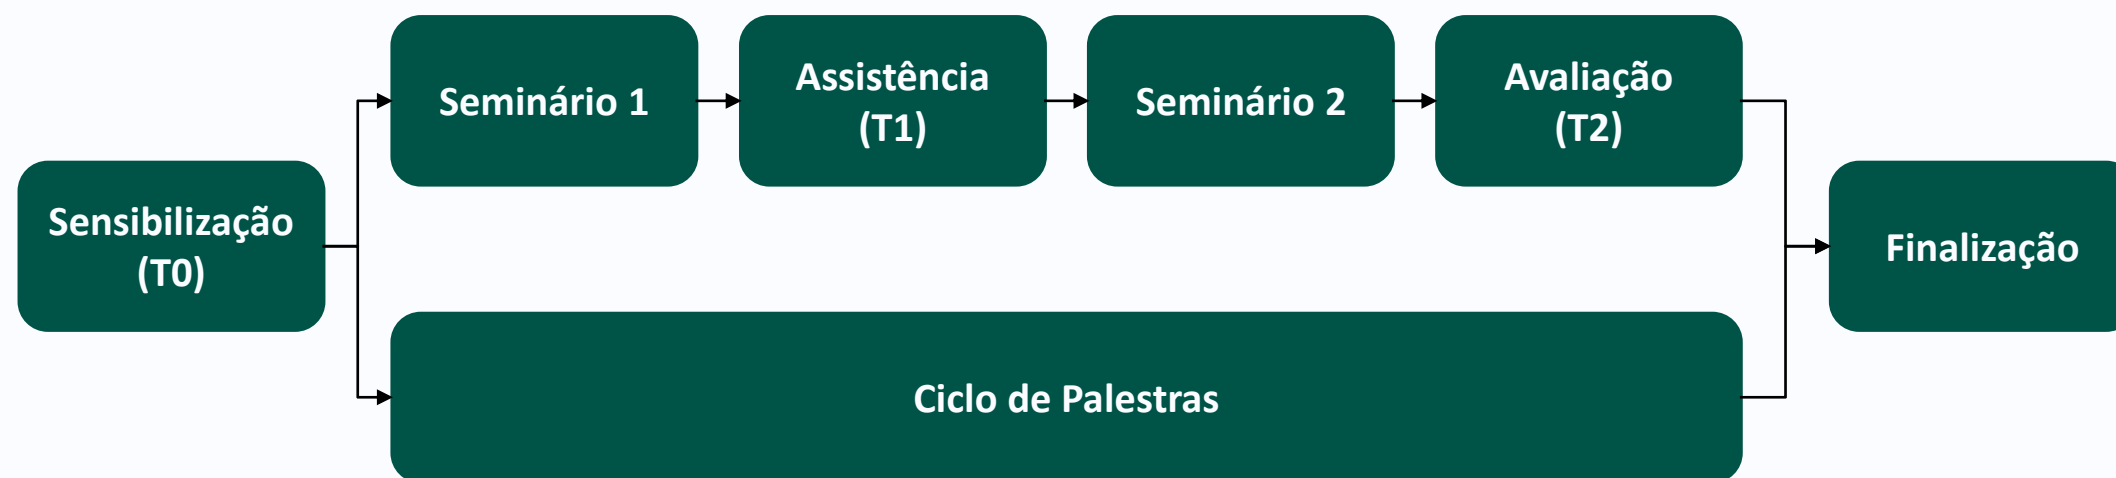 Sensibilização
(T0)
Seminário 1
Assistência
(T1)
Seminário 2
Avaliação
(T2)
Ciclo de Palestras
Finalização